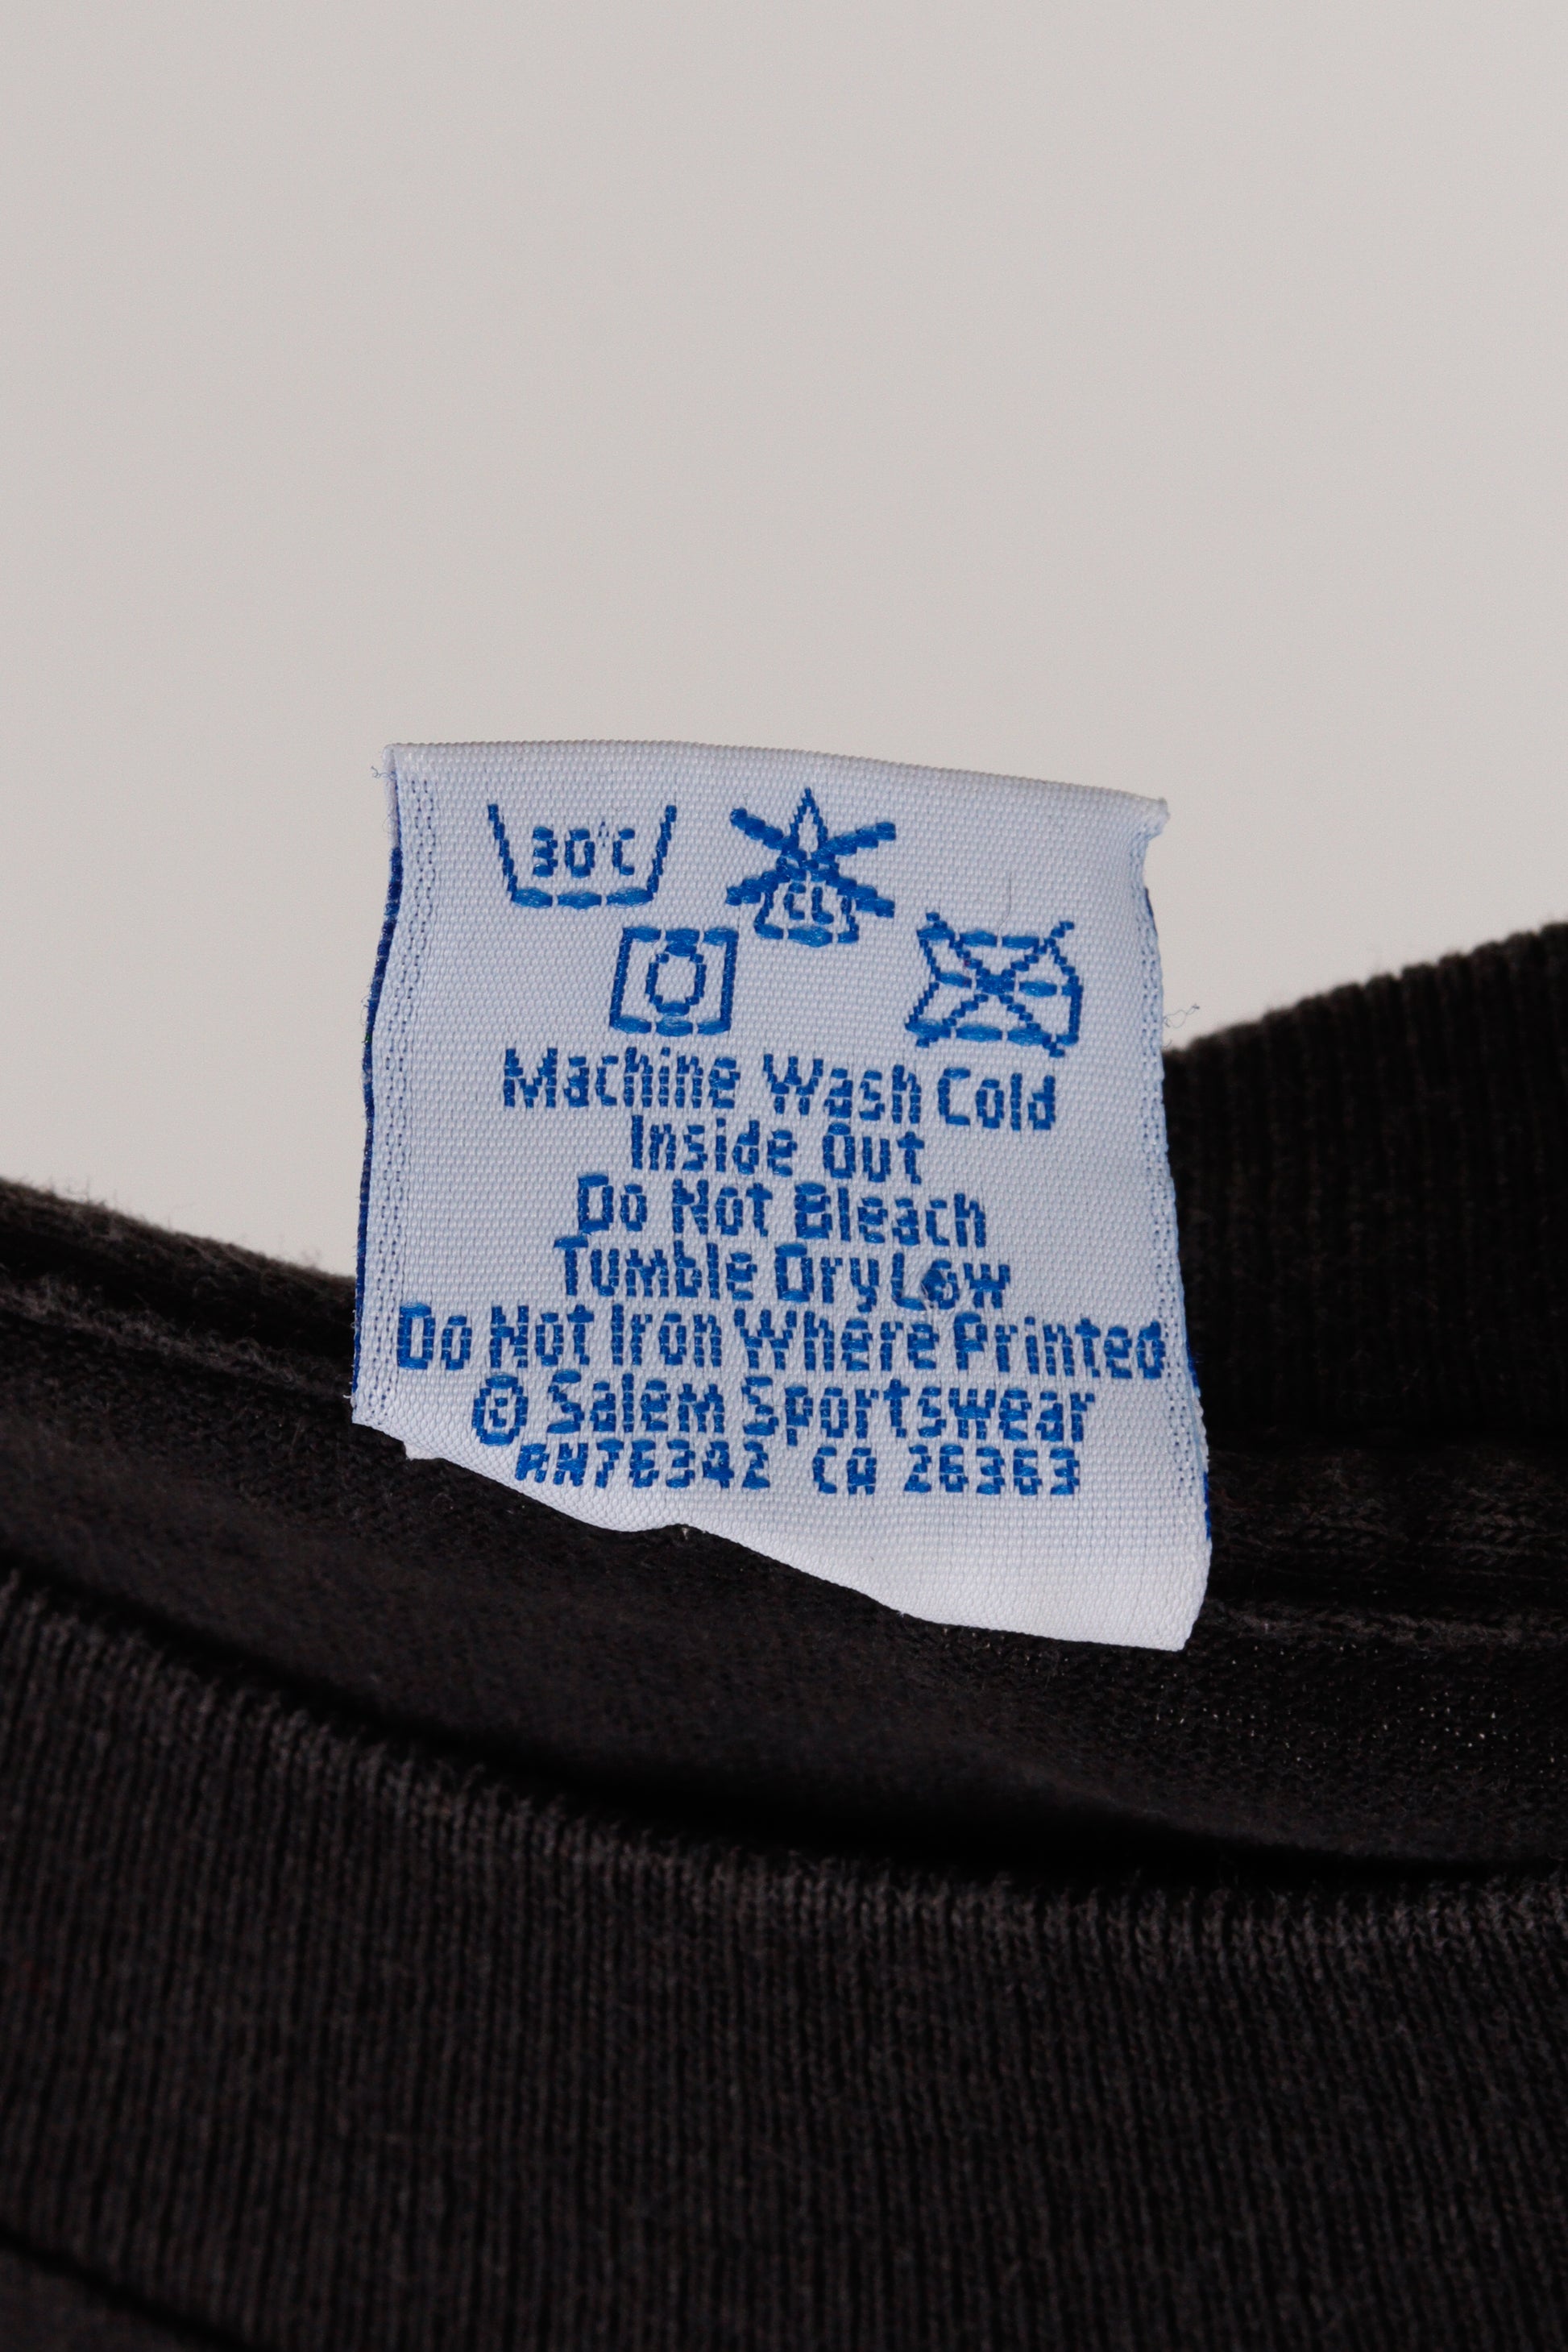 30°C
CL
Machine Wash Cold
Inside Out
Do Not Bleach
Tumble Dry Low
Do Not Iron Where Printed
© Salem Sportswear
RN76342 CA 26363